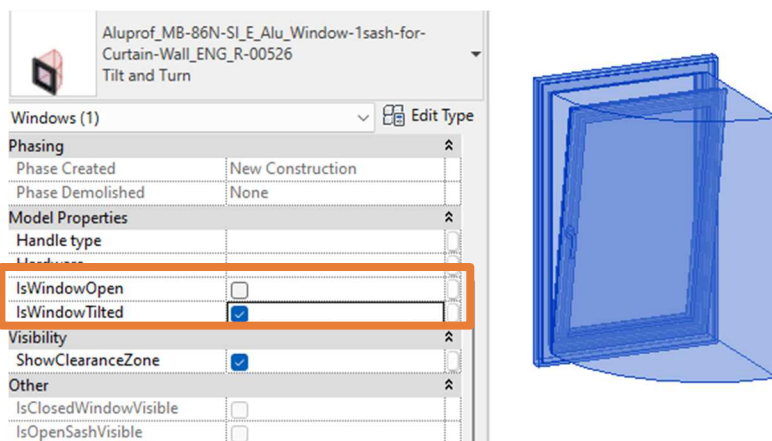 Aluprof_MB-86N-SI_E_Alu_Window-1sash-for-
Curtain-Wall_ENG_R-00526
Tilt and Turn
Windows (1)
Edit Type
Phasing
Phase Created New Construction
Phase Demolished None
Model Properties
Handle type
Hardware
IsWindowOpen
IsWindowTilted
Visibility
ShowClearanceZone
Other
IsClosedWindowVisible
IsOpenSashVisible